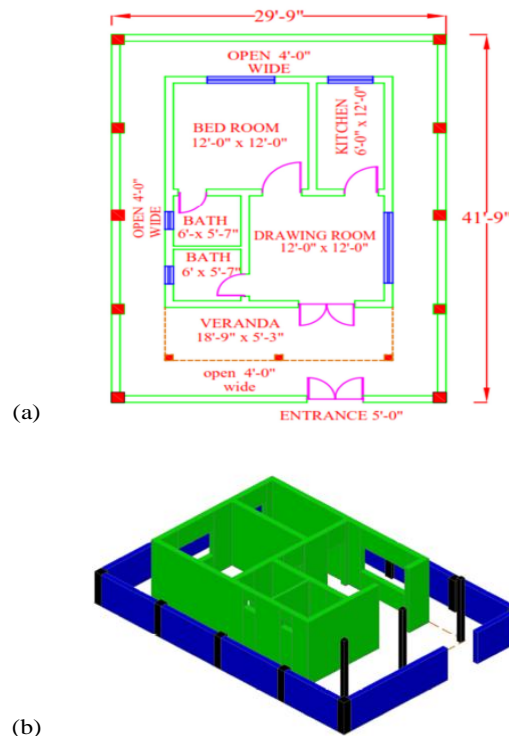 29'-9"
OPEN 4'-0"
WIDE
BED ROOM
12'-0" x 12'-0"
KITCHEN
6'-0" x 12'-0"
OPEN 4'-0"
WIDE
41'-9"
BATH
6'-x 5'-7"
DRAWING ROOM
12'-0" x 12'-0"
BATH
6' x 5'-7"
VERANDA
18'-9" x 5'-3"
open 4'-0"
wide
(a)
ENTRANCE 5'-0"
(b)